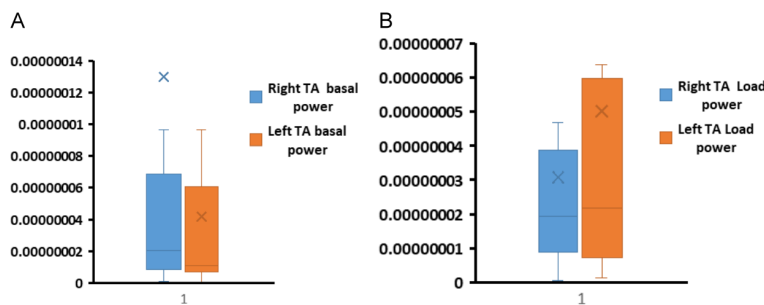 A
0.00000014
0.00000012
0.0000001
0.00000008
0.00000006
0.00000004
0.00000002
0
1
Right TA basal
power
Left TA basal
power
B
0.00000007
0.00000006
0.00000005
0.00000004
0.00000003
0.00000002
0.00000001
0
1
Right TA Load
power
Left TA Load
power